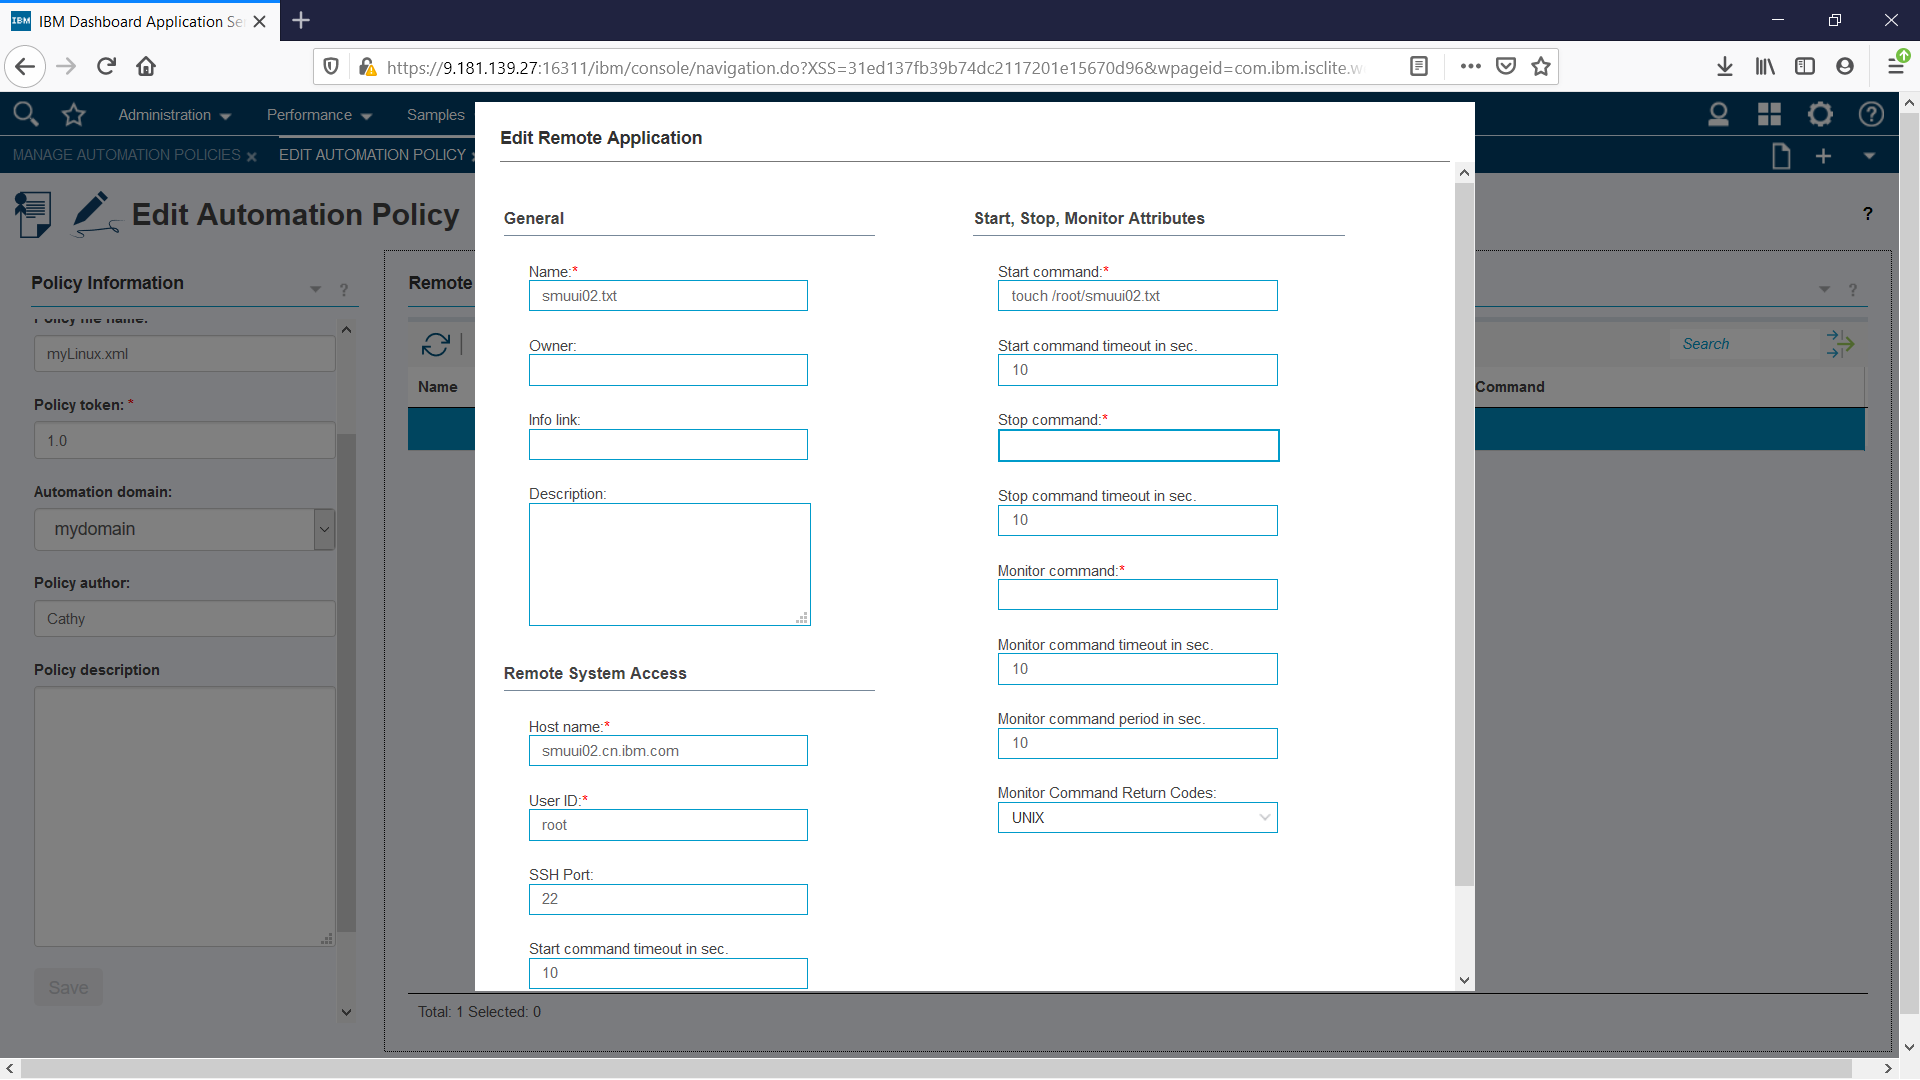 IBM Dashboard Application Se
https://9.181.139.27:16311/ibm/console/navigation.do?XSS=31ed137fb39b74dc2117201e15670d96&wpageid=com.ibm.isclite.w
Administration
Performance
Samples
MANAGE AUTOMATION POLICIES
EDIT AUTOMATION POLICY
Edit Automation Policy
?
Policy Information
?
Policy file name:
myLinux.xml
Policy token: *
1.0
Automation domain:
mydomain
Policy author:
Cathy
Policy description
Save
Remote
?
Search
Name
Command
Total: 1 Selected: 0
Edit Remote Application
General
Name:*
smuui02.txt
Owner:
Info link:
Description:
Remote System Access
Host name:*
smuui02.cn.ibm.com
User ID:*
root
SSH Port:
22
Start command timeout in sec.
10
Start, Stop, Monitor Attributes
Start command:*
touch /root/smuui02.txt
Start command timeout in sec.
10
Stop command:*
Stop command timeout in sec.
10
Monitor command:*
Monitor command timeout in sec.
10
Monitor command period in sec.
10
Monitor Command Return Codes:
UNIX